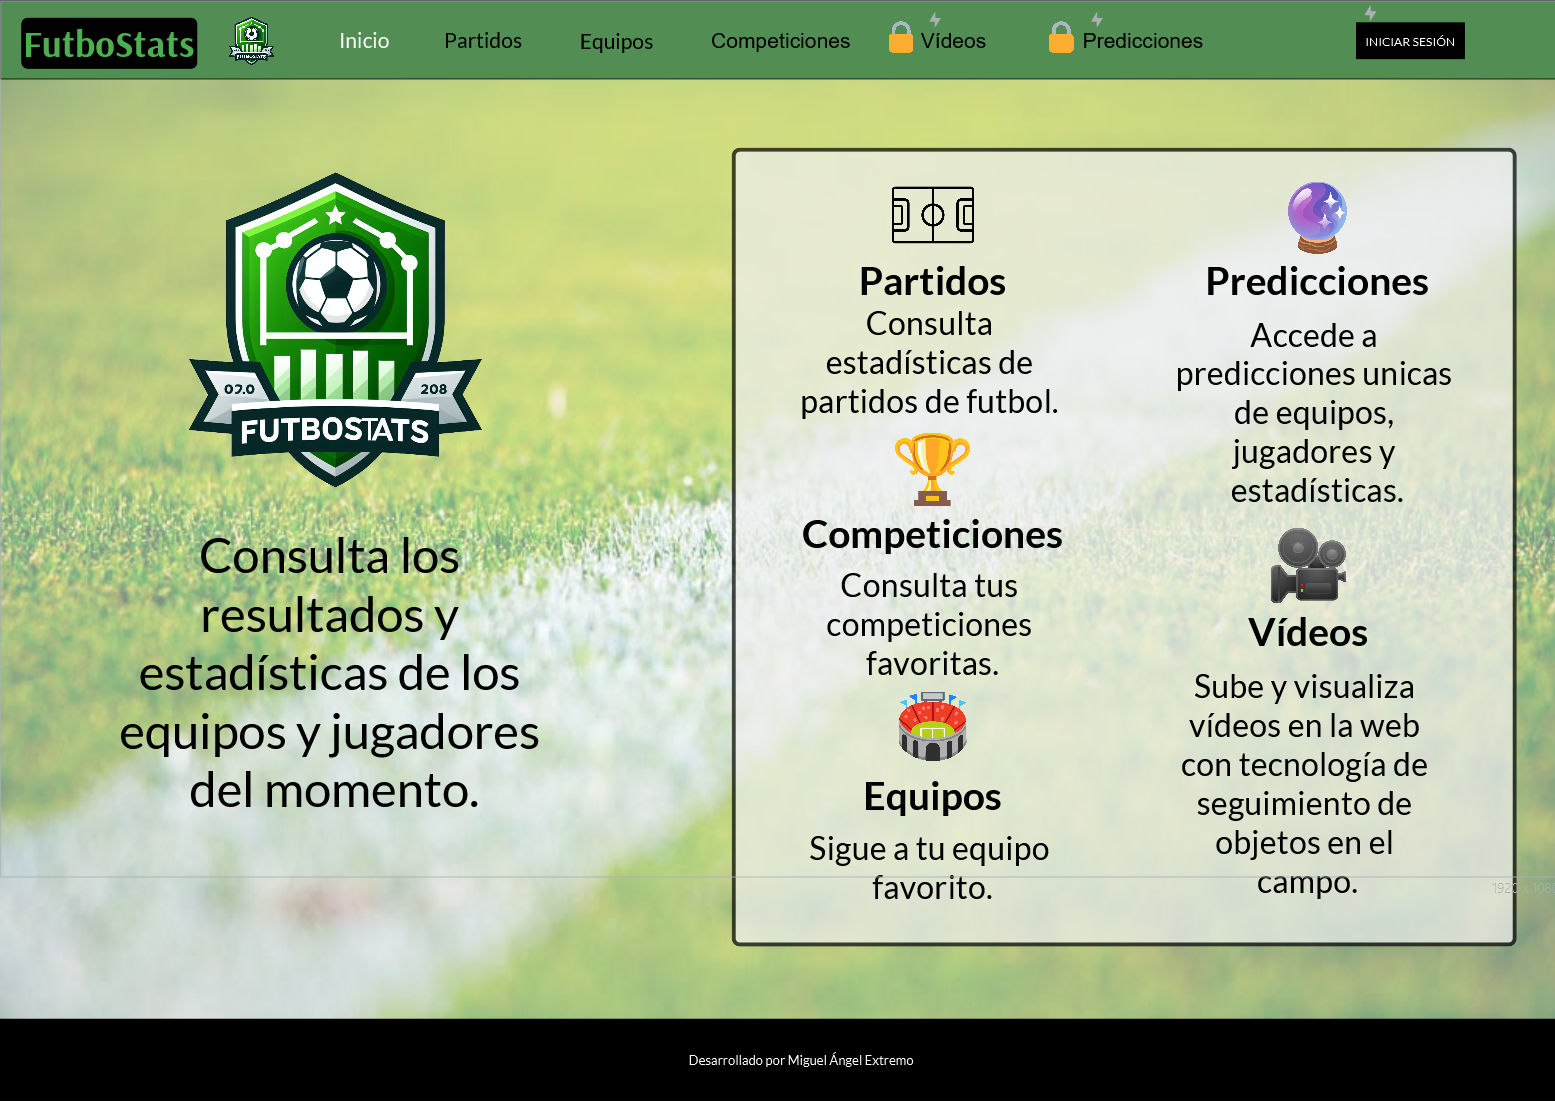 FutboStats
FUTBOSTATS
Inicio
Partidos
Equipos
Competiciones
Vídeos
Predicciones
INICIAR SESIÓN
02.0
208
FUTBOSTATS
Consulta los
resultados y
estadísticas de los
equipos y jugadores
del momento.
Partidos
Consulta
estadísticas de
partidos de futbol.
Competiciones
Consulta tus
competiciones
favoritas.
Equipos
Sigue a tu equipo
favorito.
Predicciones
Accede a
predicciones unicas
de equipos,
jugadores y
estadísticas.
Vídeos
Sube y visualiza
vídeos en la web
con tecnología de
seguimiento de
objetos en el
campo.
Desarrollado por Miguel Ángel Extremo